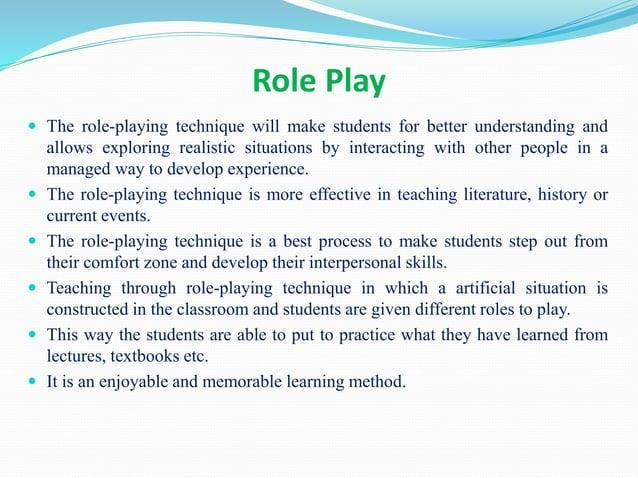 Role Play
The role-playing technique will make students for better understanding and
allows exploring realistic situations by interacting with other people in a
managed way to develop experience.
The role-playing technique is more effective in teaching literature, history or
current events.
The role-playing technique is a best process to make students step out from
their comfort zone and develop their interpersonal skills.
Teaching through role-playing technique in which a artificial situation is
constructed in the classroom and students are given different roles to play.
This way the students are able to put to practice what they have learned from
lectures, textbooks etc.
It is an enjoyable and memorable learning method.